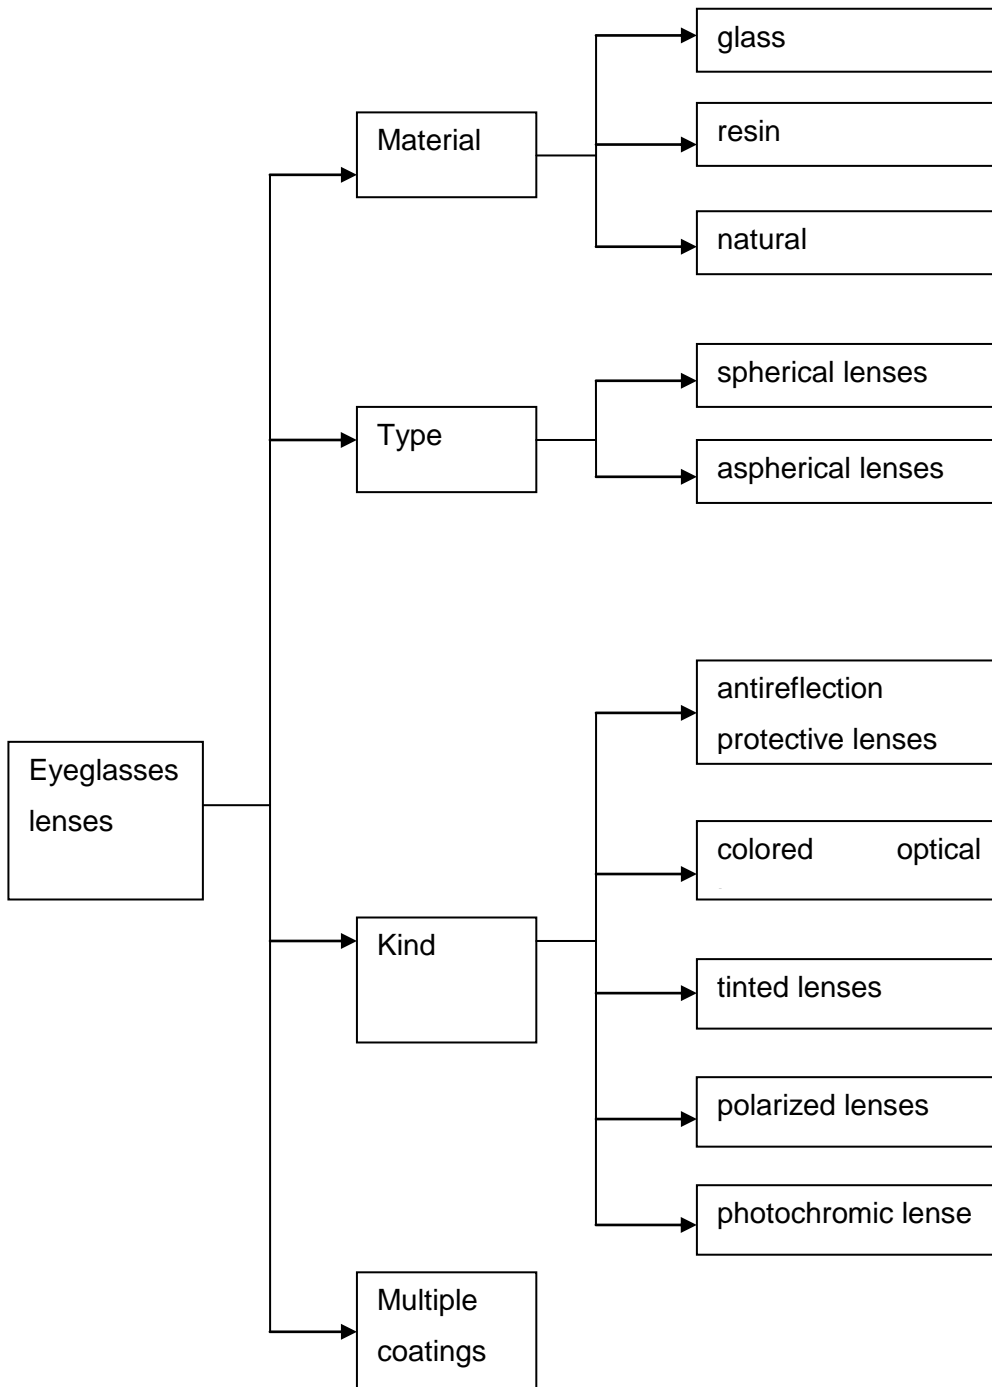 glass
Material
resin
natural
spherical lenses
Type
aspherical lenses
antireflection
protective lenses
Eyeglasses
lenses
colored optical
Kind
tinted lenses
polarized lenses
photochromic lense
Multiple
coatings